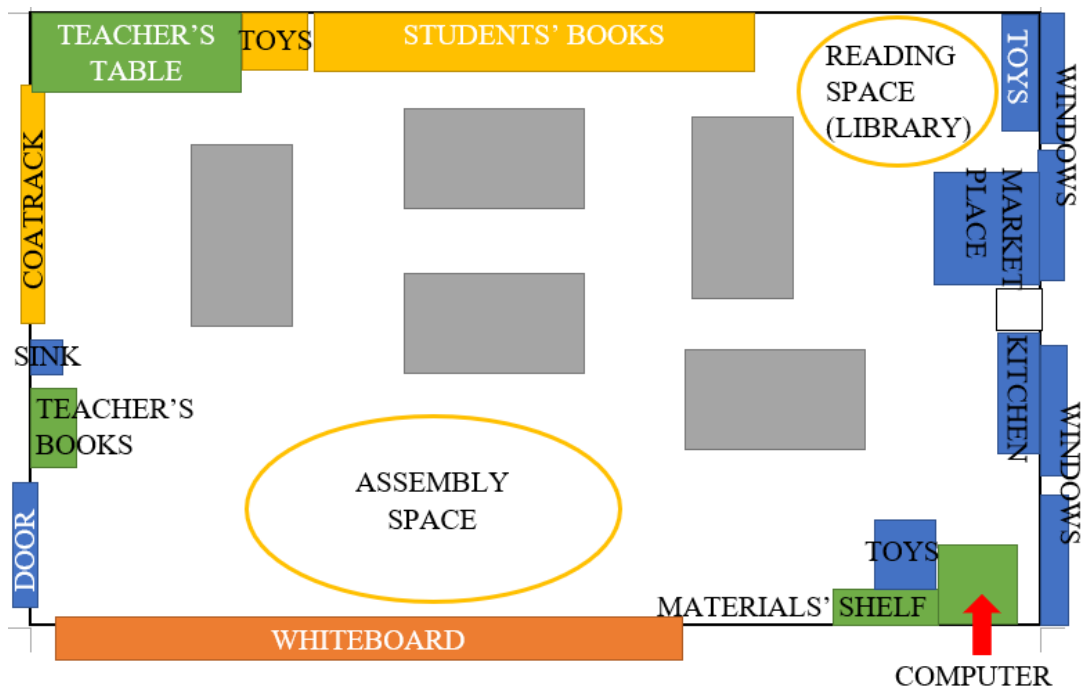 TEACHER'S
TABLE
TOYS
STUDENTS' BOOKS
READING
SPACE
(LIBRARY)
TOYS
WINDOWS
COATRACK
MARKET
PLACE
SINK
KITCHEN
TEACHER'S
BOOKS
WINDOWS
ASSEMBLY
SPACE
DOOR
TOYS
MATERIALS' SHELF
WHITEBOARD
COMPUTER